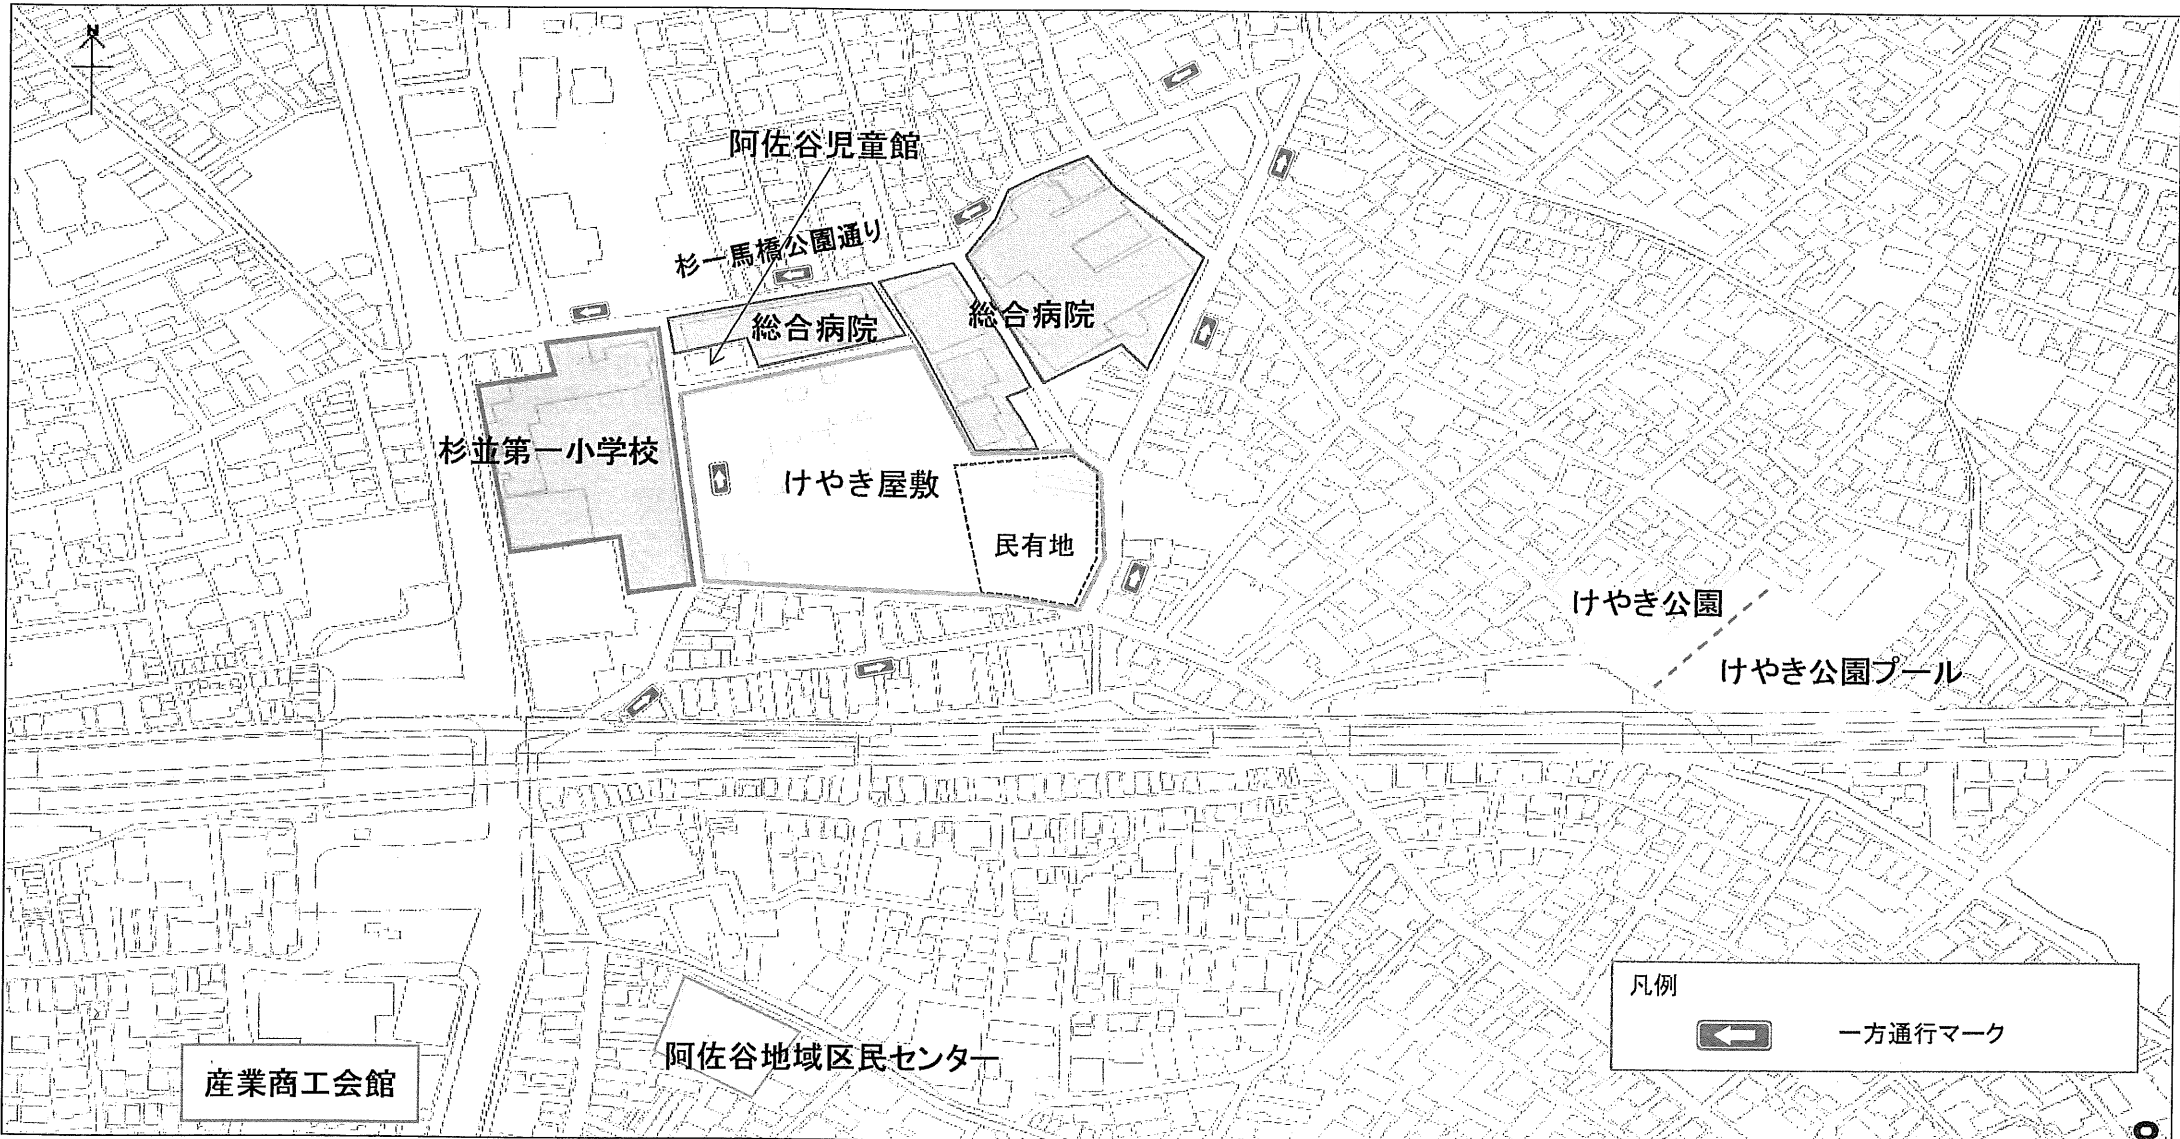 N
阿佐谷児童館
杉一馬橋公園通り
総合病院
総合病院
杉並第一小学校
けやき屋敷
民有地
けやき公園
けやき公園プール
凡例
一方通行マーク
阿佐谷地域区民センター
産業商工会館